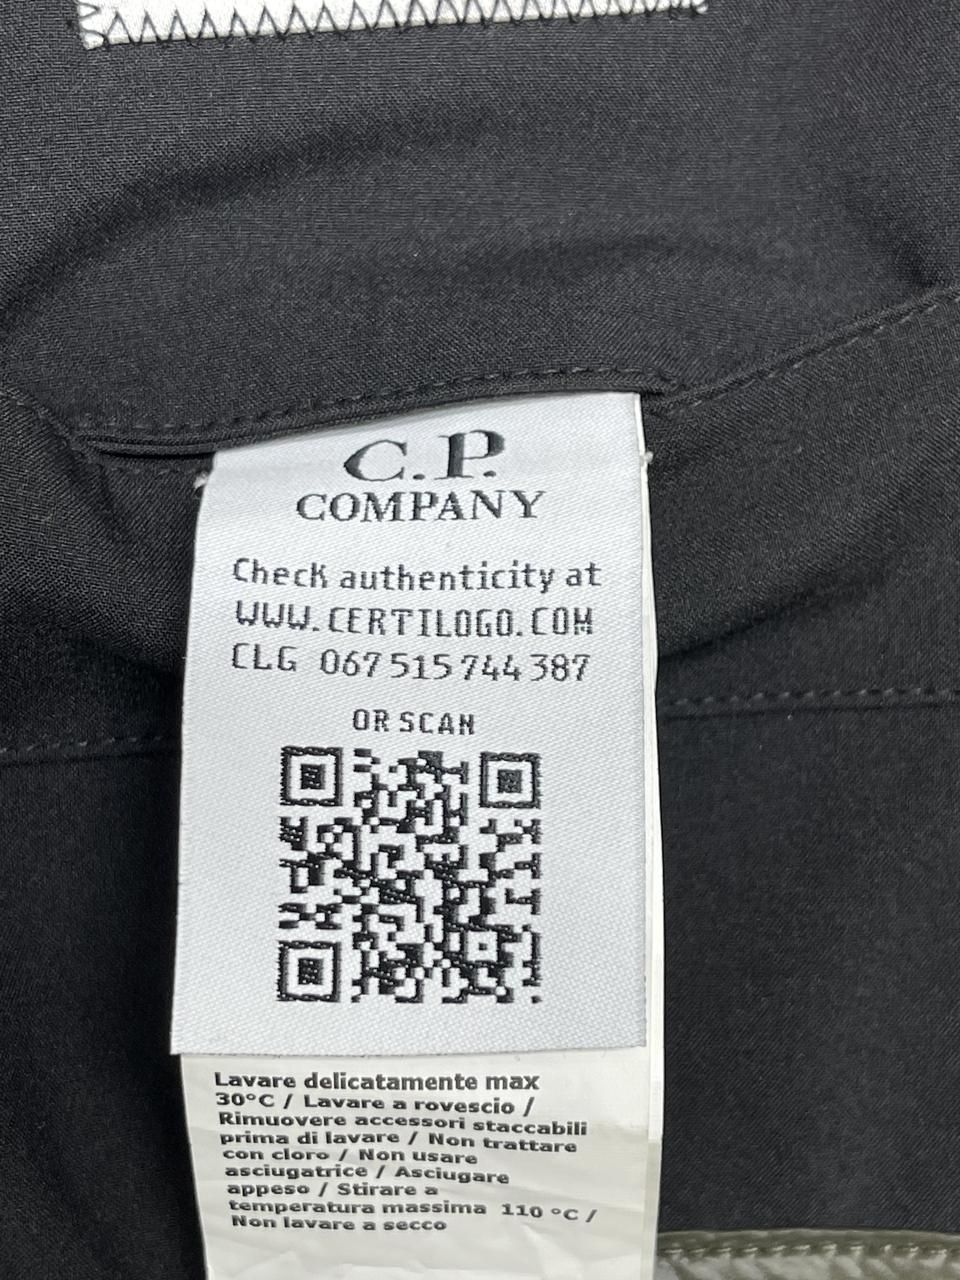 C.P.
COMPANY
Check authenticity at
WWW.CERTILOGO.COM
CLG 067 515 744 387
OR SCAN
Lavare delicatamente max
30°C / Lavare a rovescio /
Rimuovere accessori staccabili
prima di lavare / Non trattare
con cloro / Non usare
asciugatrice / Asciugare
appeso / Stirare a
temperatura massima 110 °C /
Non lavare a secco